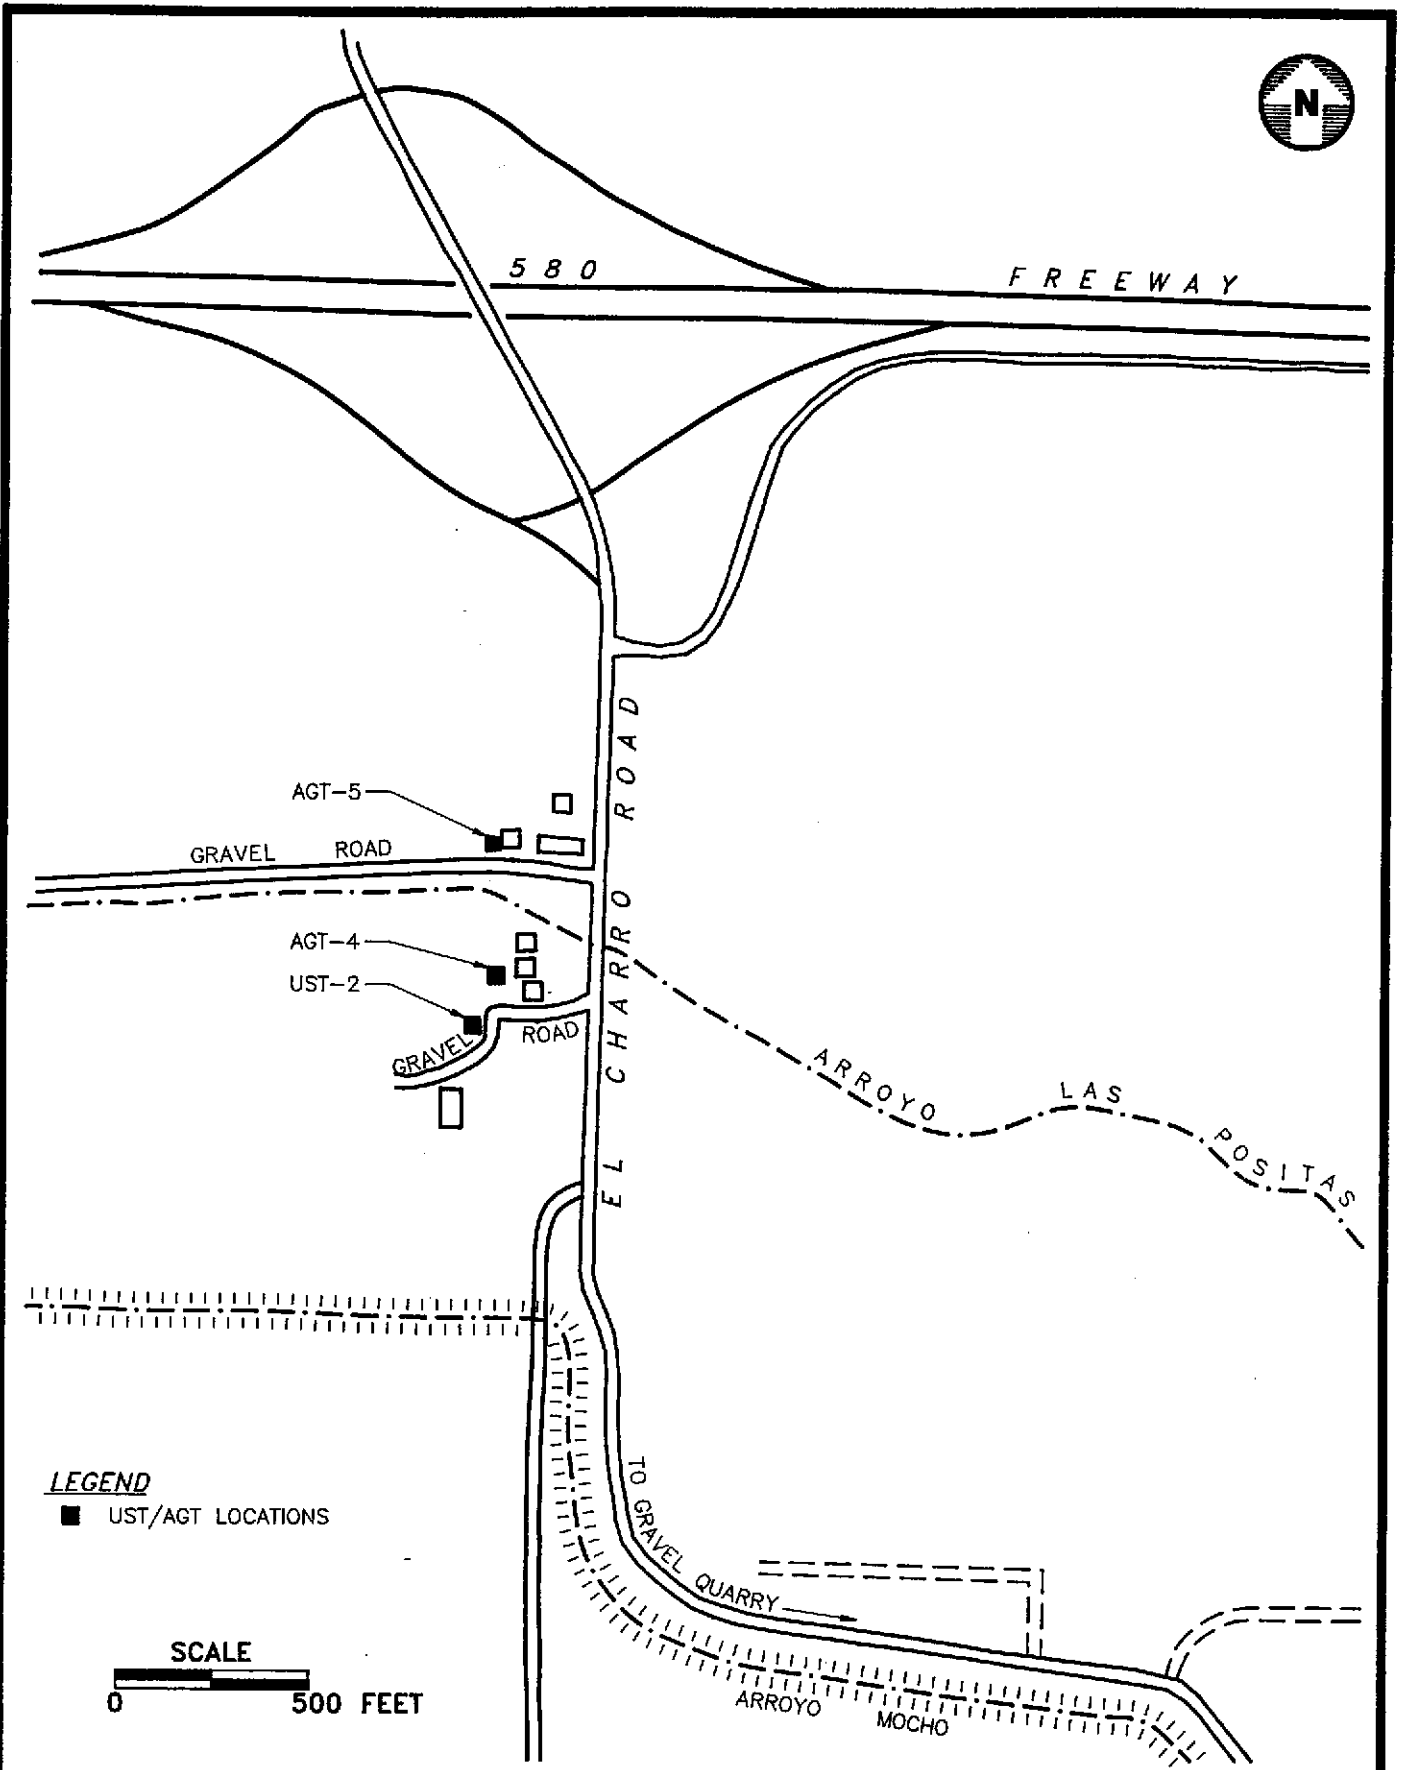 N
580 FREEWAY
EL CHARRO ROAD
AGT-5
GRAVEL ROAD
AGT-4
UST-2
GRAVEL ROAD
ARROYO LAS POSITAS
TO GRAVEL QUARRY
ARROYO MOCHO
LEGEND
UST/AGT LOCATIONS
SCALE
0 500 FEET